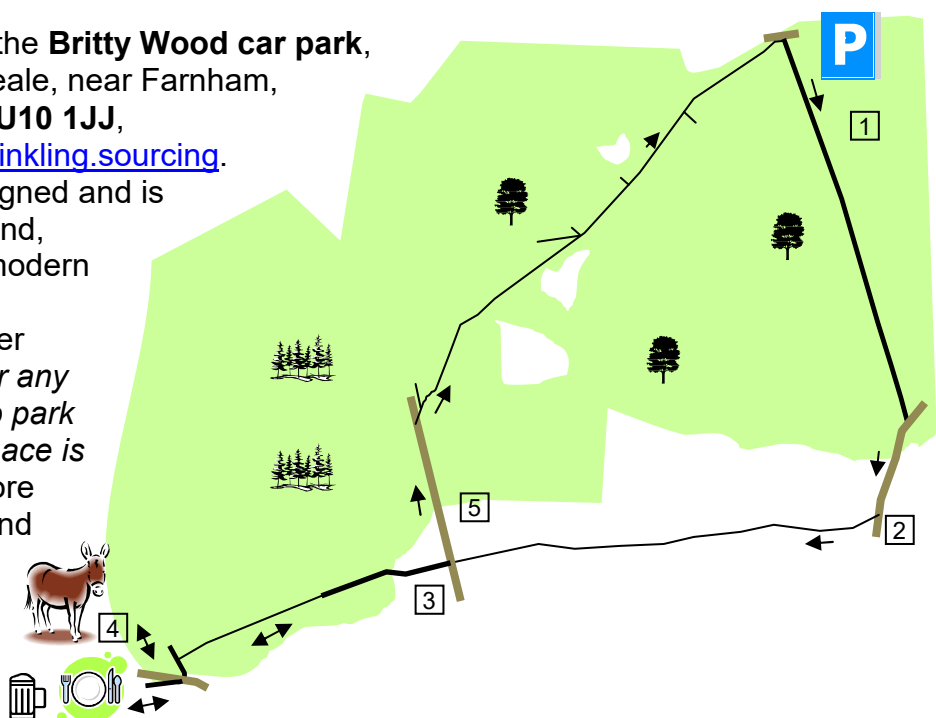 the Britty Wood car park,
eale, near Farnham,
U10 1JJ,
inkling.sourcing.
igned and is
nd,
modern
er
r any
o park
ace is
ore
nd
P
1
2
3
4
5